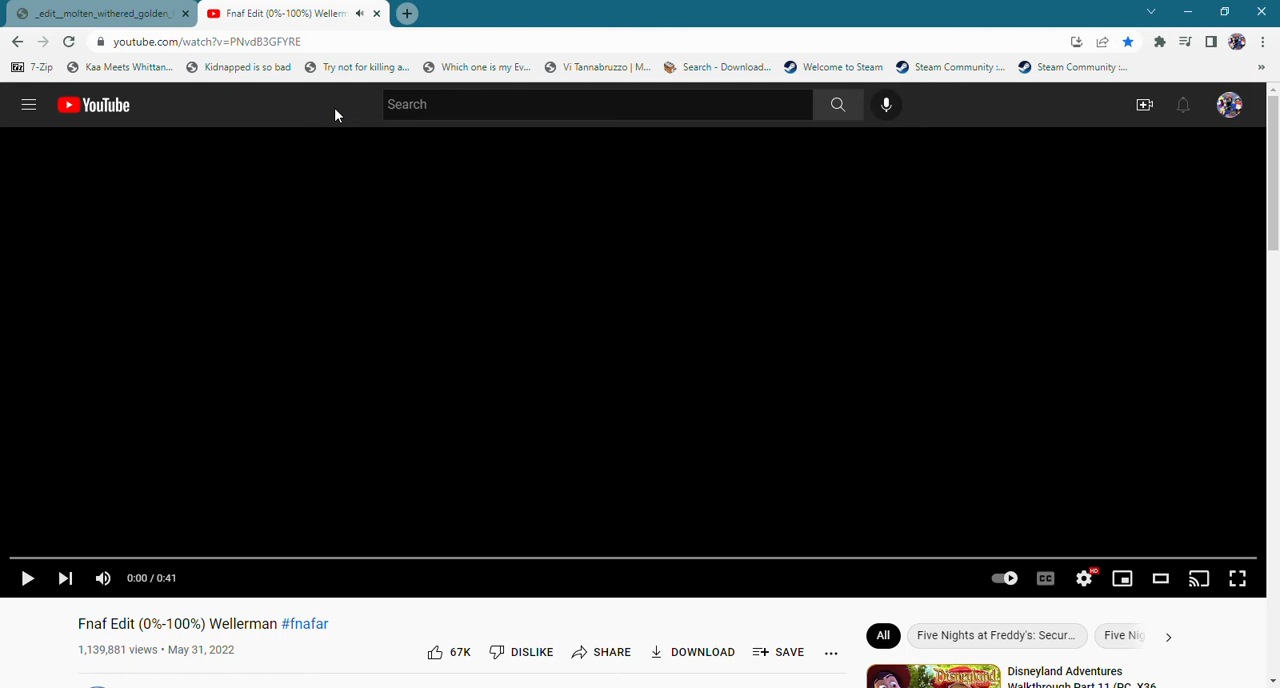 _edit__molten_withered_golden_
Fnaf Edit (0%-100%) Wellerm
youtube.com/watch?v=PNvdB3GFYRE
7-Zip
Kaa Meets Whittan...
Kidnapped is so bad
Try not for killing a...
Which one is my Ev...
Vi Tannabruzzo | M...
Search - Download...
Welcome to Steam
Steam Community :...
Steam Community :...
»
YouTube
Search
0:00 / 0:41
CC
HD
Fnaf Edit (0%-100%) Wellerman #fnafar
1,139,881 views • May 31, 2022
67K
DISLIKE
SHARE
DOWNLOAD
SAVE
All
Five Nights at Freddy's: Secur...
Five Nig
Disneyland Adventures
Walkthrough Part 11 (PC, X36
Disneyland